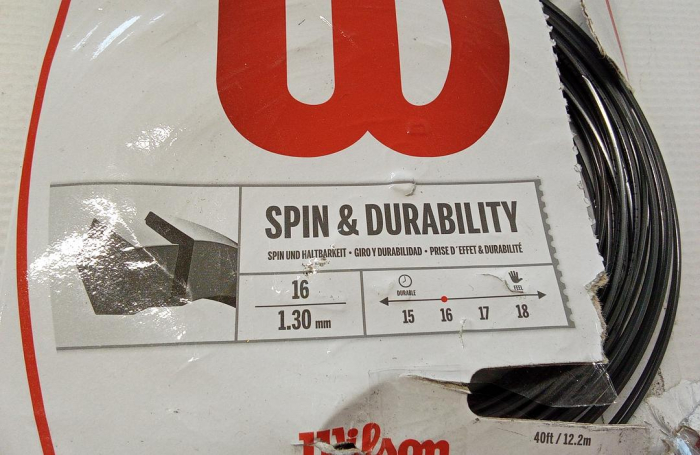 W
SPIN & DURABILITY
SPIN UND HALTBARKEIT • GIRO Y DURABILIDAD • PRISE D´EFFET & DURABILITÉ
16
1.30 mm
DURABLE
FEEL
15 16 17 18
Wilson
40ft / 12.2m